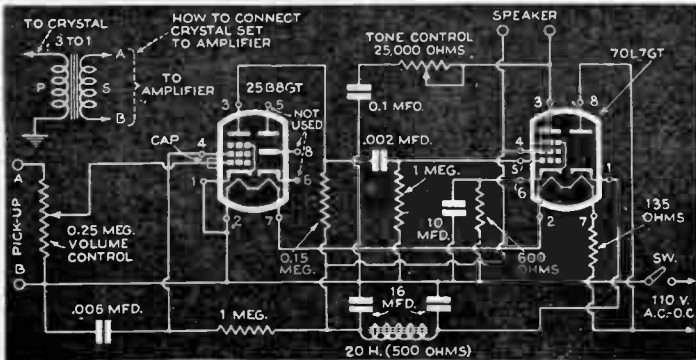 TO CRYSTAL
3 TO 1
HOW TO CONNECT
CRYSTAL SET
TO AMPLIFIER
A
P
S
TO
AMPLIFIER
B
25B8GT
3
5
NOT
USED
CAP
4
8
1
6
2
7
A
PICK-UP
B
0.25 MEG.
VOLUME
CONTROL
.006 MFD.
1 MEG.
0.15
MEG.
.002 MFD.
0.1 MFD.
TONE CONTROL
25,000 OHMS
SPEAKER
70L7GT
3
8
4
5
6
1
2
7
1 MEG.
10
MFD.
600
OHMS
135
OHMS
16
MFD.
20 H. (500 OHMS)
SW.
110 V.
A.C.-D.C.